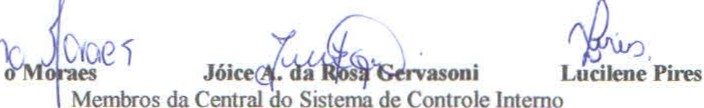 o Moraes Jóice A. da Rosa Gervasoni Lucilene Pires
Membros da Central do Sistema de Controle Interno